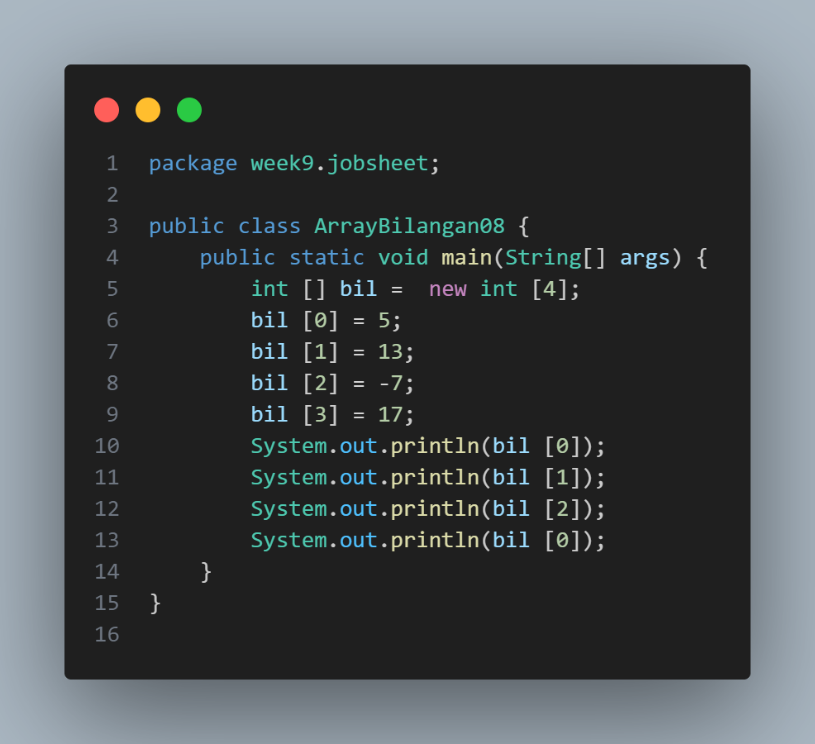 1 package week9.jobsheet;
2
3 public class ArrayBilangan08 {
4     public static void main(String[] args) {
5         int [] bil =  new int [4];
6         bil [0] = 5;
7         bil [1] = 13;
8         bil [2] = -7;
9         bil [3] = 17;
10         System.out.println(bil [0]);
11         System.out.println(bil [1]);
12         System.out.println(bil [2]);
13         System.out.println(bil [0]);
14     }
15 }
16